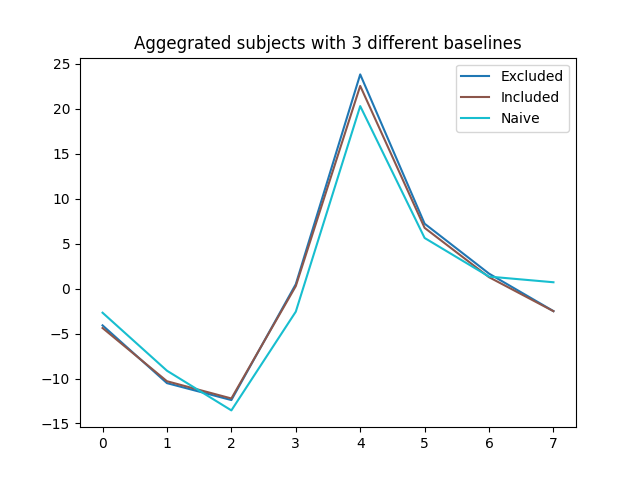 Aggegrated subjects with 3 different baselines
25
20
15
10
5
0
−5
−10
−15
Excluded
Included
Naive
0 1 2 3 4 5 6 7